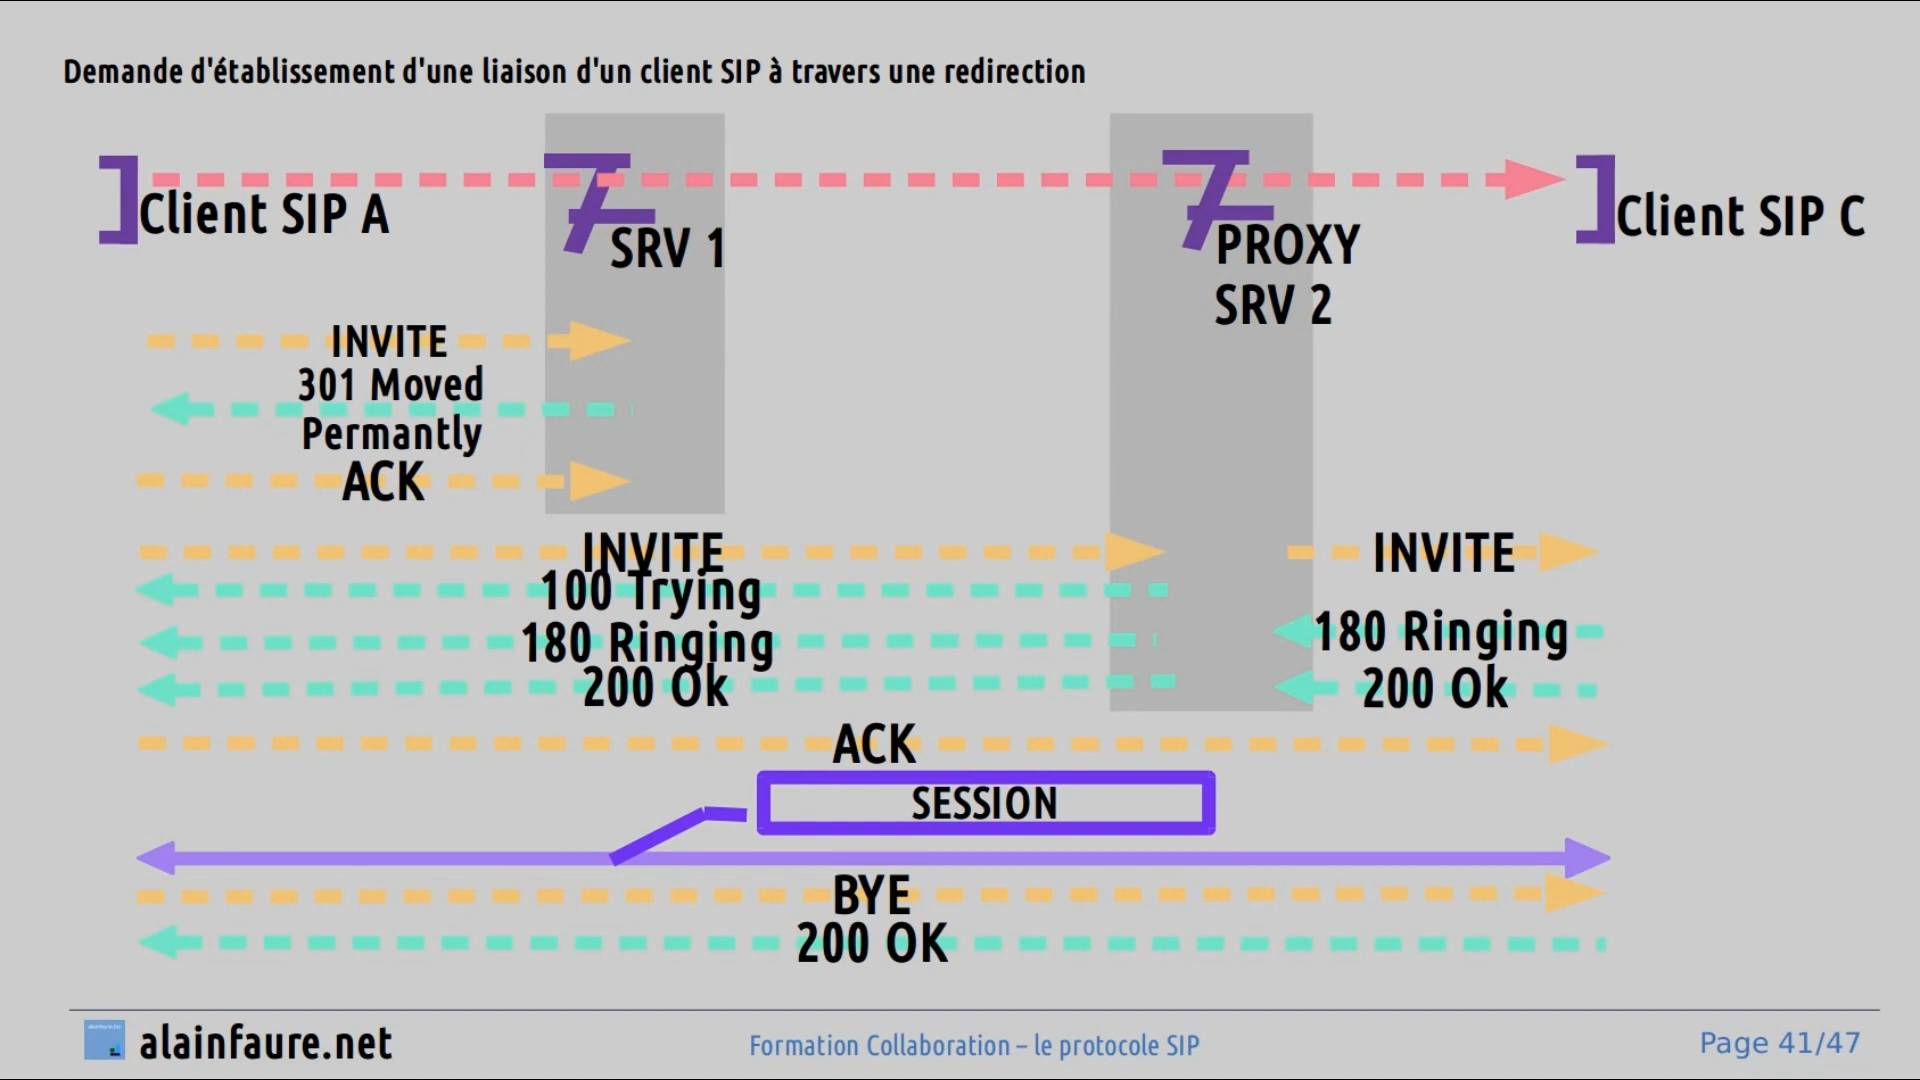 Demande d'établissement d'une liaison d'un client SIP à travers une redirection
Client SIP A
SRV 1
PROXY
SRV 2
Client SIP C
INVITE
301 Moved
Permantly
ACK
INVITE
INVITE
100 Trying
180 Ringing
180 Ringing
200 Ok
200 Ok
ACK
SESSION
BYE
200 OK
alainfaure.net
Formation Collaboration – le protocole SIP
Page 41/47